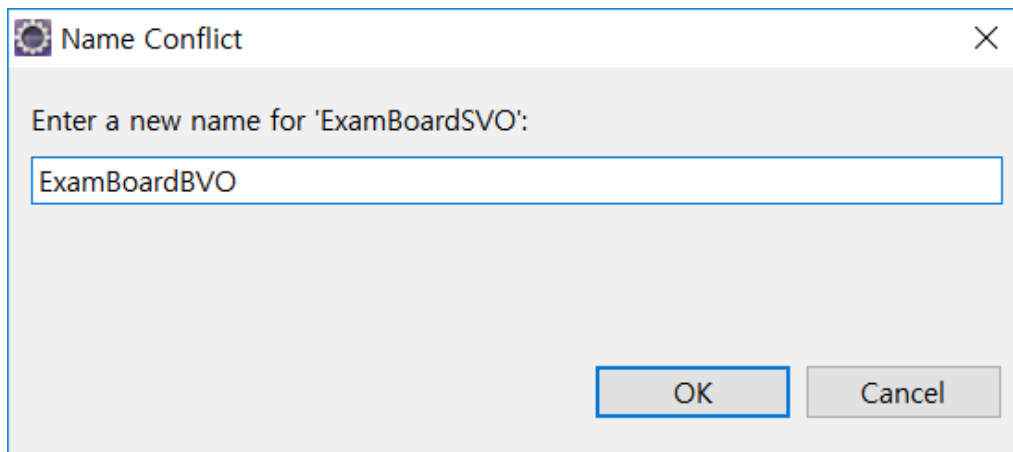 Name Conflict
Enter a new name for 'ExamBoardSVO':
ExamBoardBVO
OK Cancel